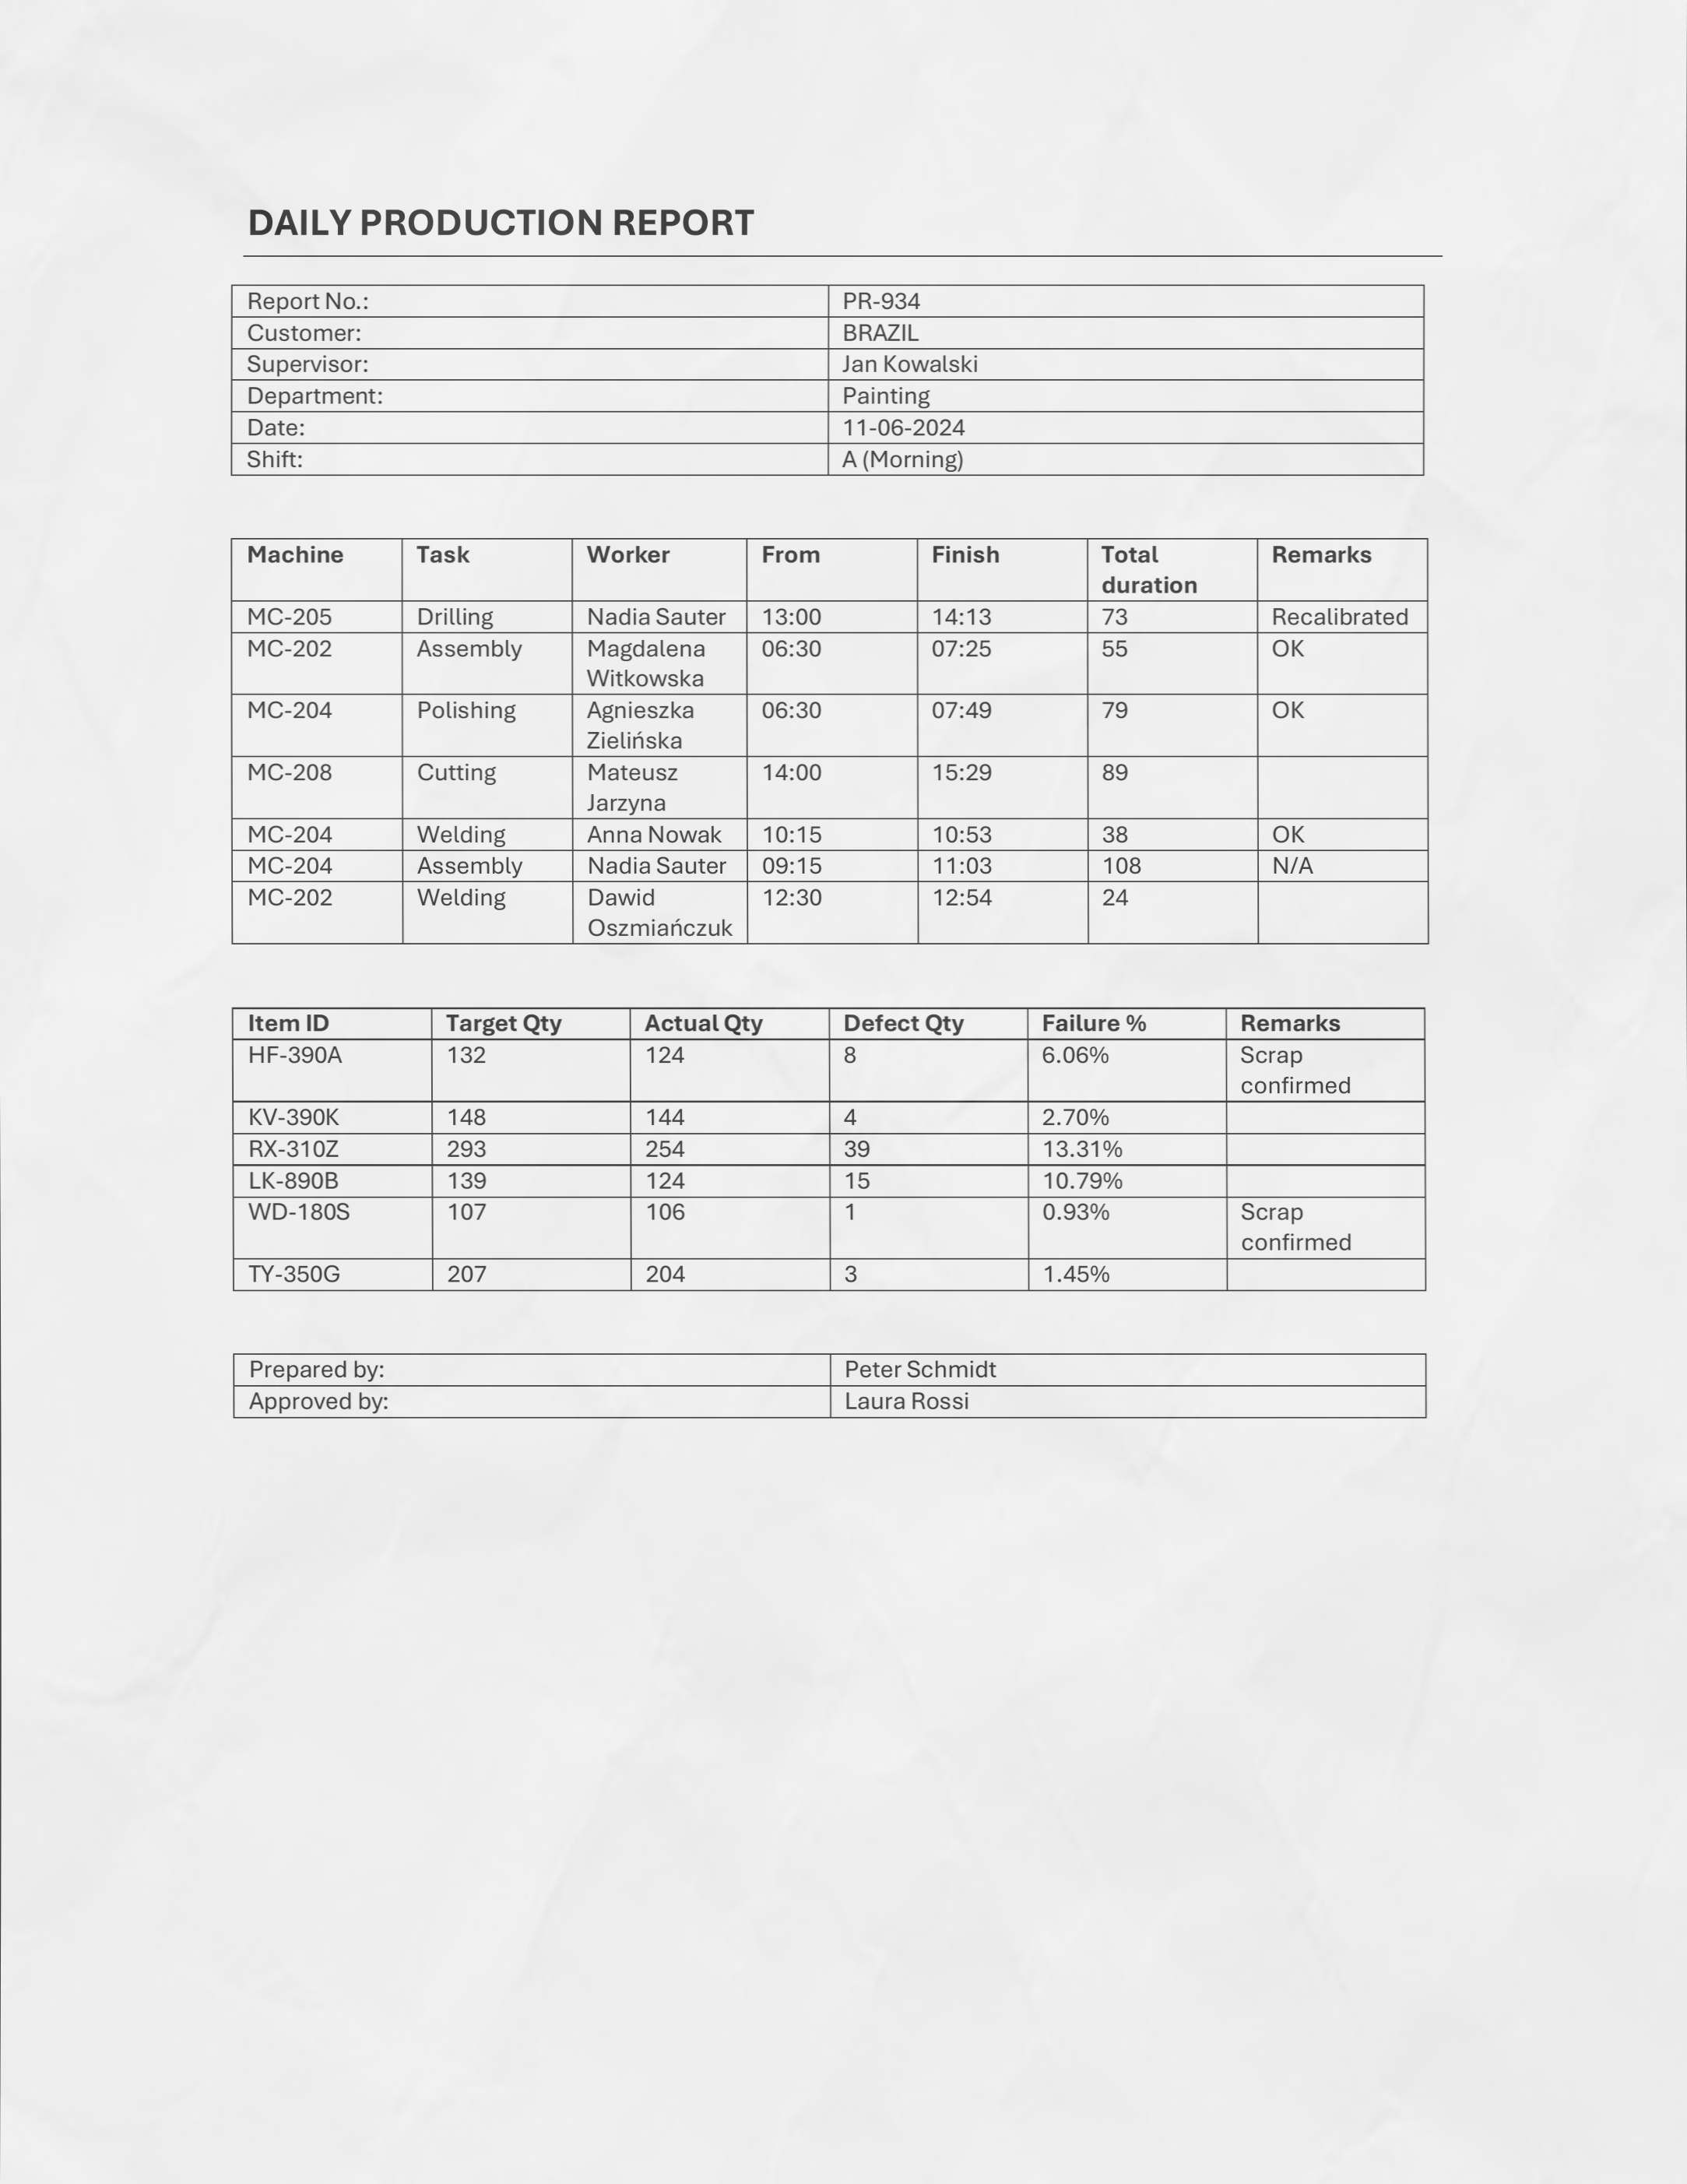 DAILY PRODUCTION REPORT
Report No.: PR-934
Customer: BRAZIL
Supervisor: Jan Kowalski
Department: Painting
Date: 11-06-2024
Shift: A (Morning)
Machine Task Worker From Finish Total duration Remarks
MC-205 Drilling Nadia Sauter 13:00 14:13 73 Recalibrated
MC-202 Assembly Magdalena Witkowska 06:30 07:25 55 OK
MC-204 Polishing Agnieszka Zielińska 06:30 07:49 79 OK
MC-208 Cutting Mateusz Jarzyna 14:00 15:29 89
MC-204 Welding Anna Nowak 10:15 10:53 38 OK
MC-204 Assembly Nadia Sauter 09:15 11:03 108 N/A
MC-202 Welding Dawid Oszmiańczuk 12:30 12:54 24
Item ID Target Qty Actual Qty Defect Qty Failure % Remarks
HF-390A 132 124 8 6.06% Scrap confirmed
KV-390K 148 144 4 2.70%
RX-310Z 293 254 39 13.31%
LK-890B 139 124 15 10.79%
WD-180S 107 106 1 0.93% Scrap confirmed
TY-350G 207 204 3 1.45%
Prepared by: Peter Schmidt
Approved by: Laura Rossi